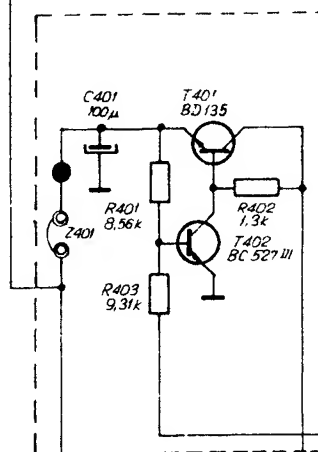 C401
100µ
T401
BD135
R401
8,56k
R402
1,3k
Z401
T402
BC 527 III
R403
9,31k